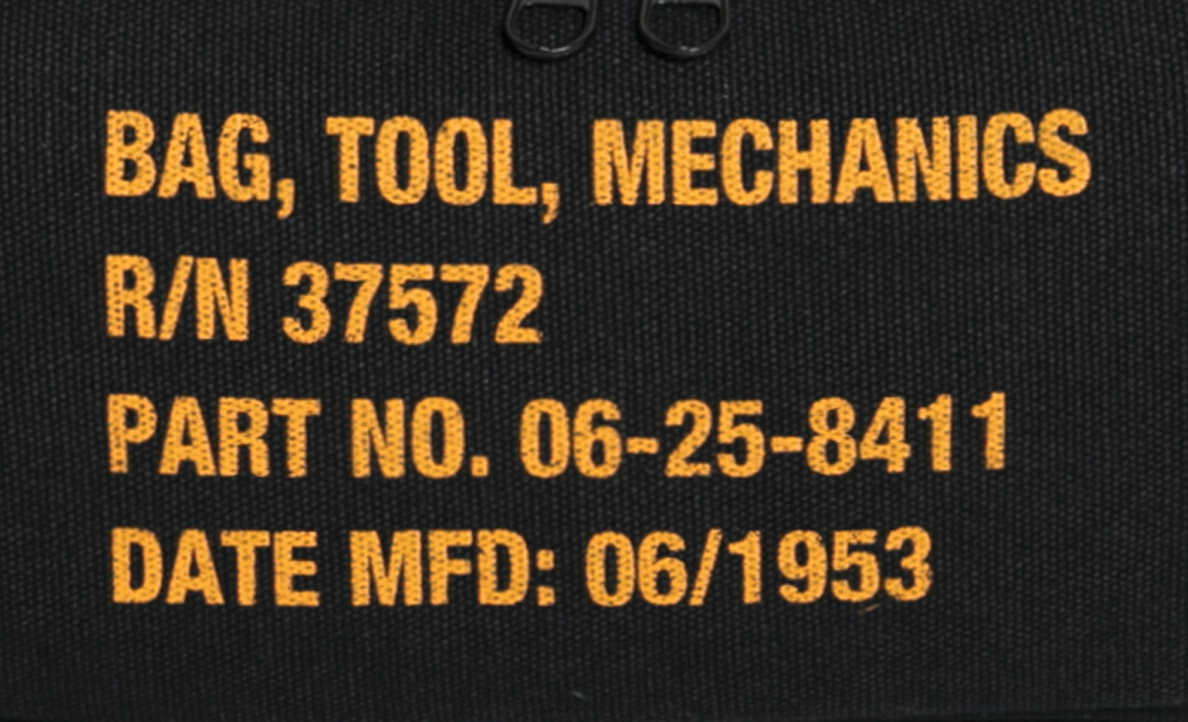 BAG, TOOL, MECHANICS
R/N 37572
PART NO. 06-25-8411
DATE MFD: 06/1953